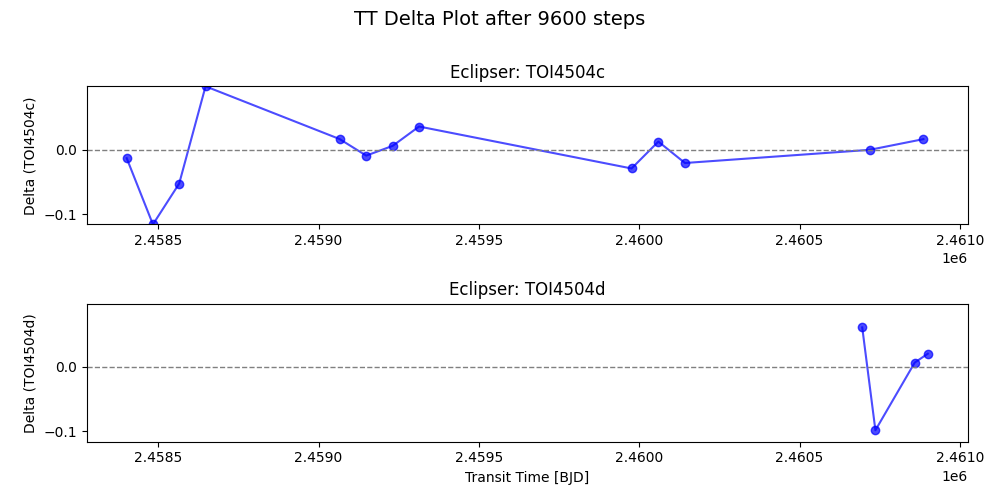 TT Delta Plot after 9600 steps
Eclipser: TOI4504c
Delta (TOI4504c)
0.0
−0.1
2.4585 2.4590 2.4595 2.4600 2.4605 2.4610
1e6
Eclipser: TOI4504d
Delta (TOI4504d)
0.0
−0.1
2.4585 2.4590 2.4595 2.4600 2.4605 2.4610
Transit Time [BJD]
1e6